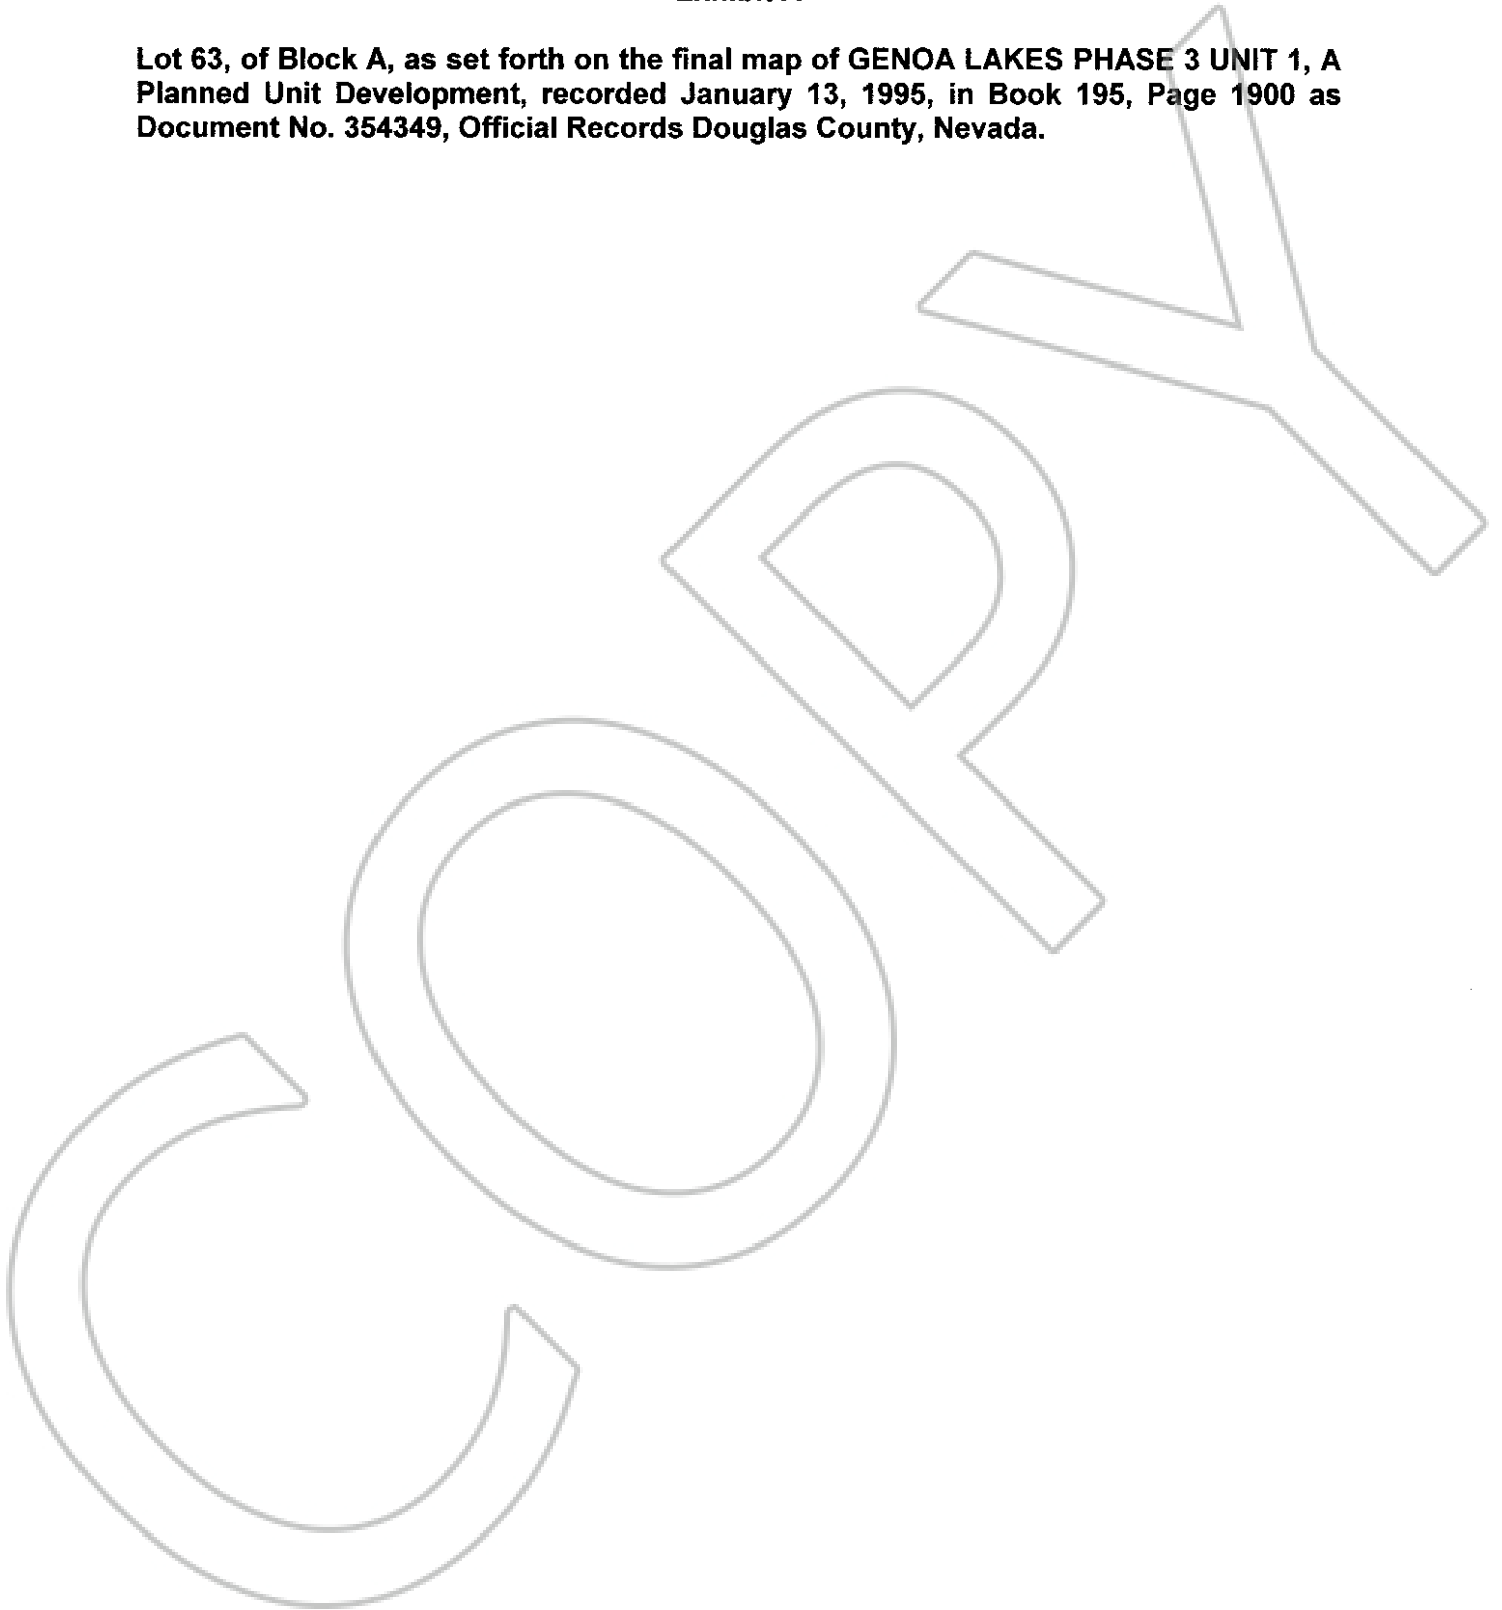 Lot 63, of Block A, as set forth on the final map of GENOA LAKES PHASE 3 UNIT 1, A
Planned Unit Development, recorded January 13, 1995, in Book 195, Page 1900 as
Document No. 354349, Official Records Douglas County, Nevada.
COPY